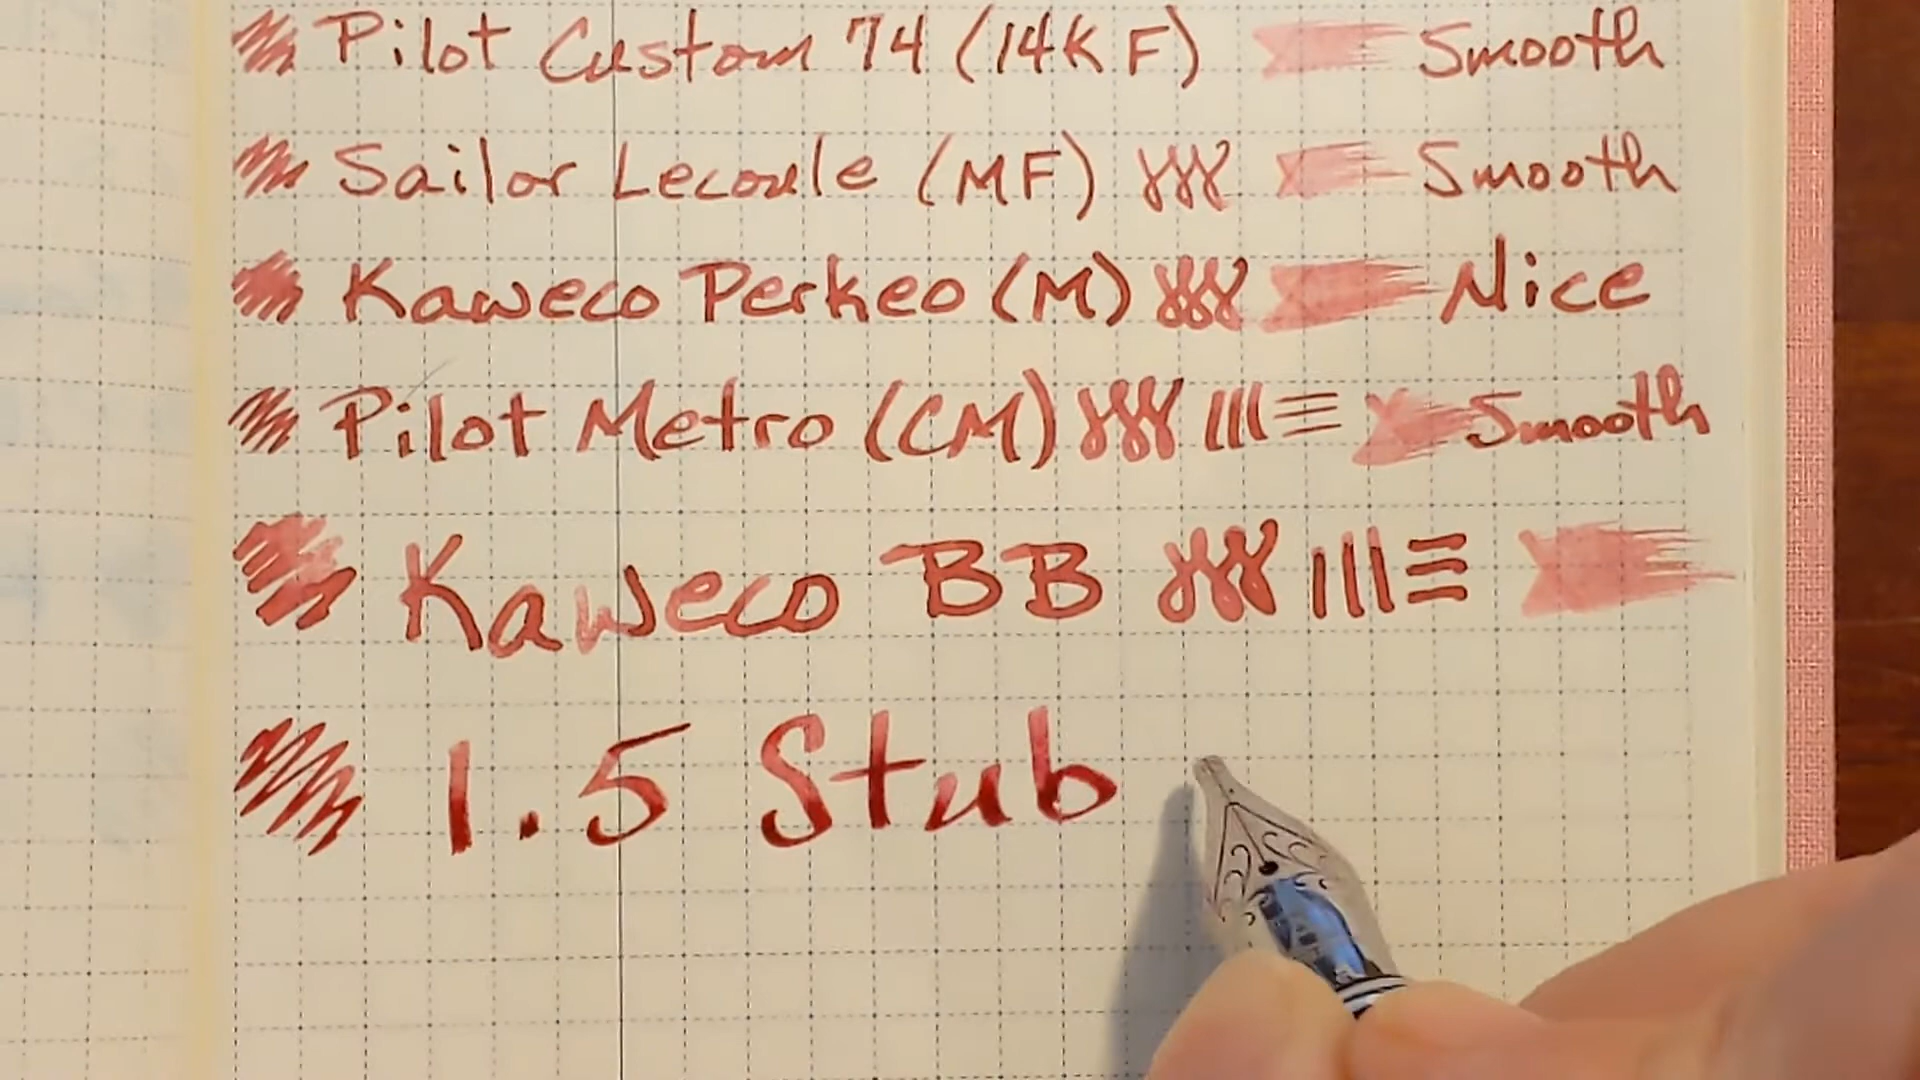 Pilot Custom 74 (14K F) Smooth
Sailor Lecoule (MF) Smooth
Kaweco Perkeo (M) Nice
Pilot Metro (CM) Smooth
Kaweco BB
1.5 Stub